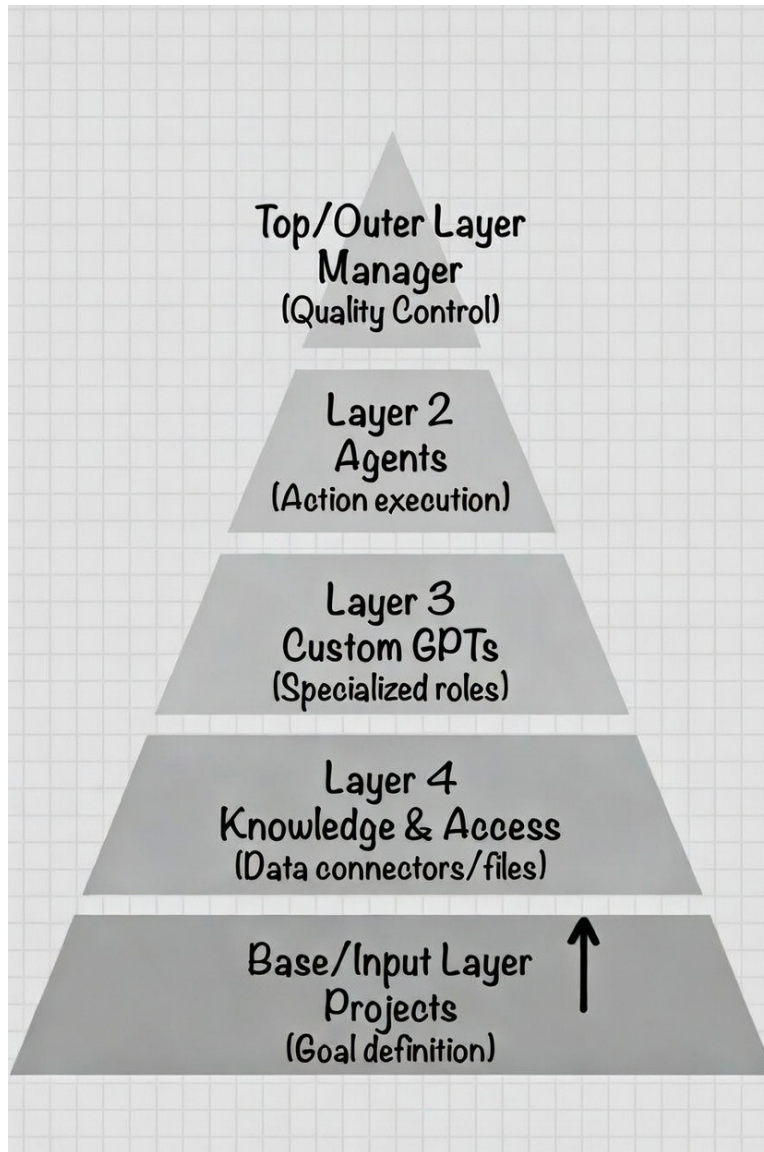 Top/Outer Layer
Manager
(Quality Control)
Layer 2
Agents
(Action execution)
Layer 3
Custom GPTs
(Specialized roles)
Layer 4
Knowledge & Access
(Data connectors/files)
Base/Input Layer
Projects
(Goal definition)